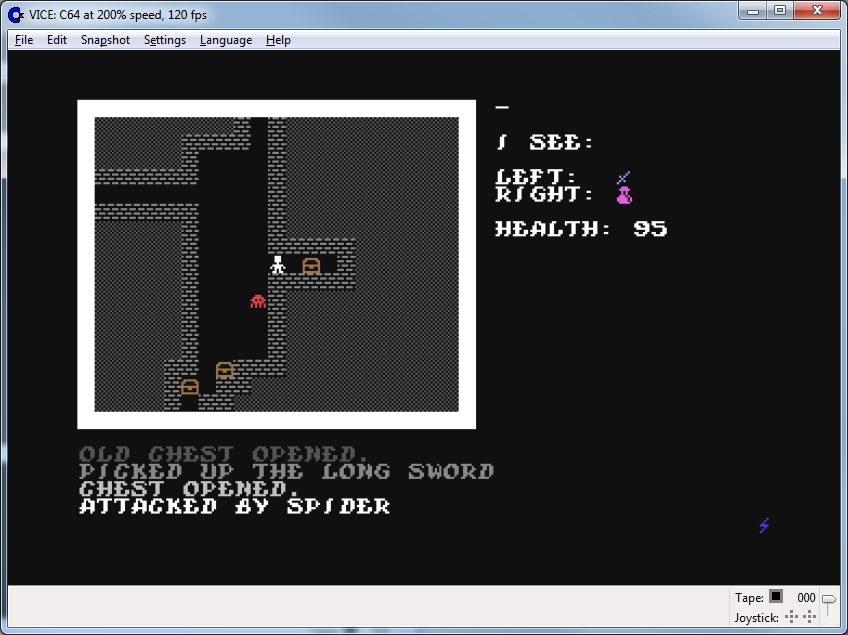 VICE: C64 at 200% speed, 120 fps
File Edit Snapshot Settings Language Help
I SEE:
LEFT:
RIGHT:
HEALTH: 95
OLD CHEST OPENED.
PICKED UP THE LONG SWORD
CHEST OPENED.
ATTACKED BY SPIDER
Tape: 000
Joystick: